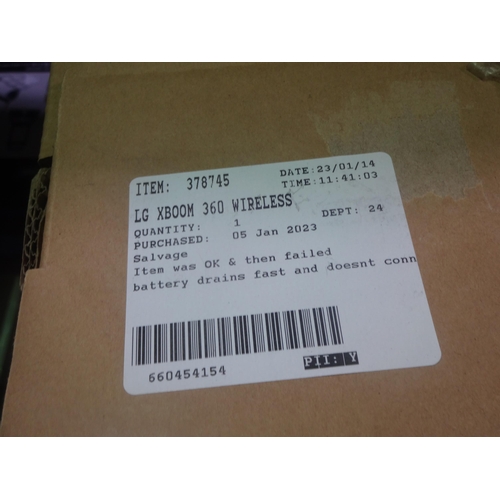 ITEM: 378745 DATE:23/01/14
TIME:11:41:03
LG XBOOM 360 WIRELESS
QUANTITY: 1 DEPT: 24
PURCHASED: 05 Jan 2023
Salvage
Item was OK & then failed
battery drains fast and doesnt conn
660454154 PII: Y